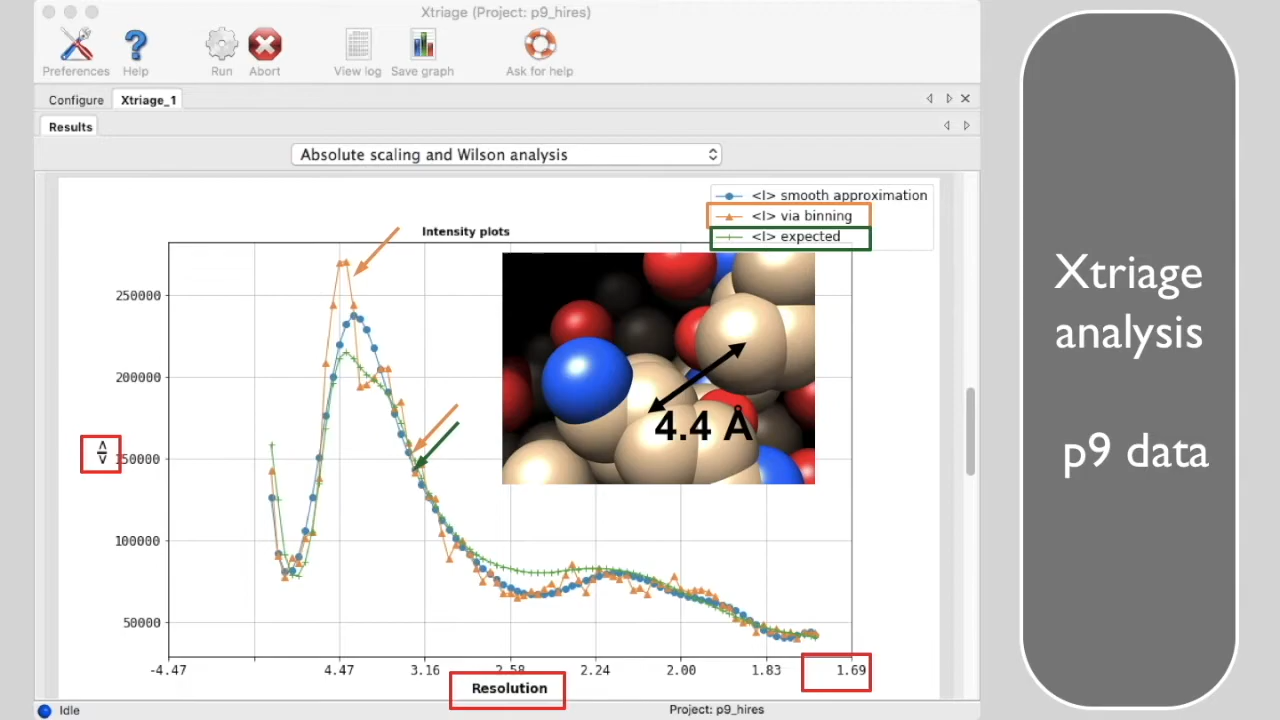 Xtriage (Project: p9_hires)
Preferences Help Run Abort View log Save graph Ask for help
Configure Xtriage_1
Results
Absolute scaling and Wilson analysis
<I> smooth approximation
<I> via binning
<I> expected
Intensity plots
250000
200000
150000
100000
50000
<I>
4.4 Å
-4.47 4.47 3.16 2.58 2.24 2.00 1.83 1.69
Resolution
Idle
Project: p9_hires
Xtriage
analysis
p9 data